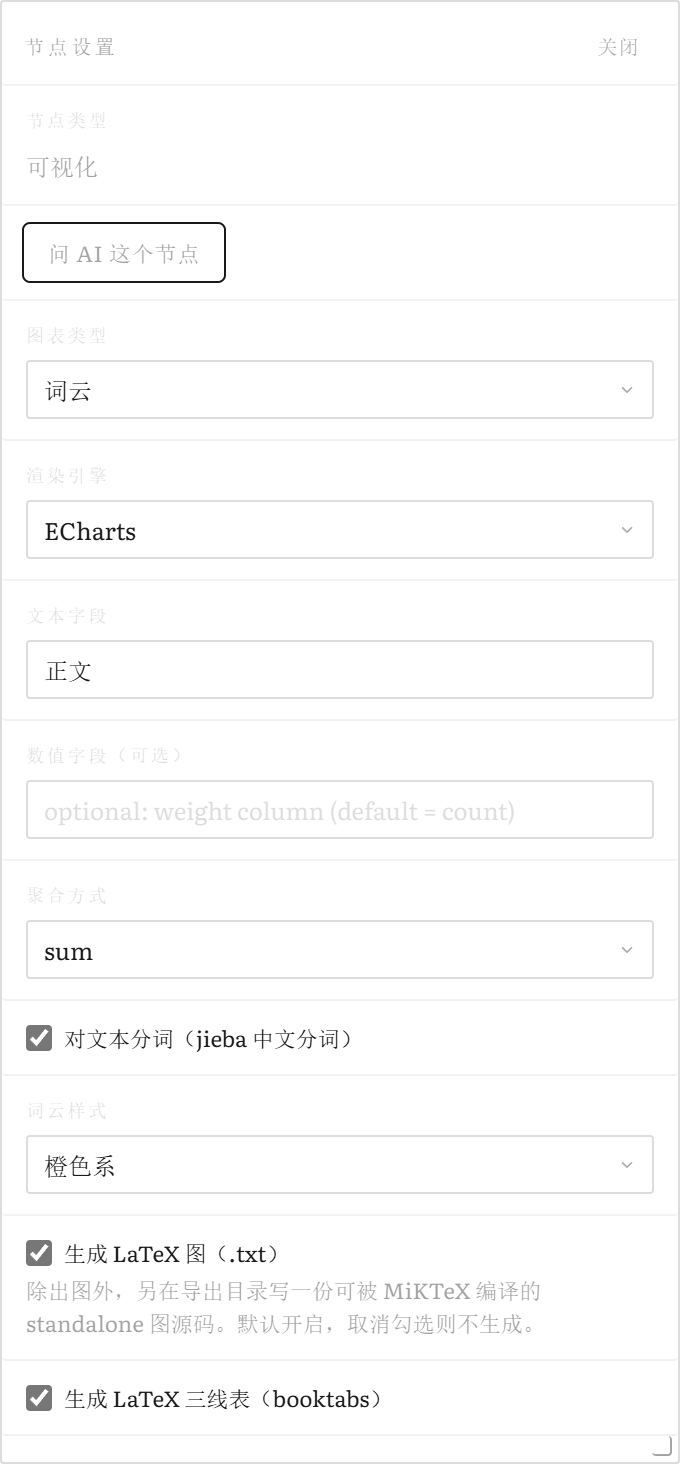 节点设置
关闭
节点类型
可视化
问 AI 这个节点
图表类型
词云
渲染引擎
ECharts
文本字段
正文
数值字段（可选）
optional: weight column (default = count)
聚合方式
sum
对文本分词（jieba 中文分词）
词云样式
橙色系
生成 LaTeX 图（.txt）
除出图外，另在导出目录写一份可被 MiKTeX 编译的
standalone 图源码。默认开启，取消勾选则不生成。
生成 LaTeX 三线表（booktabs）